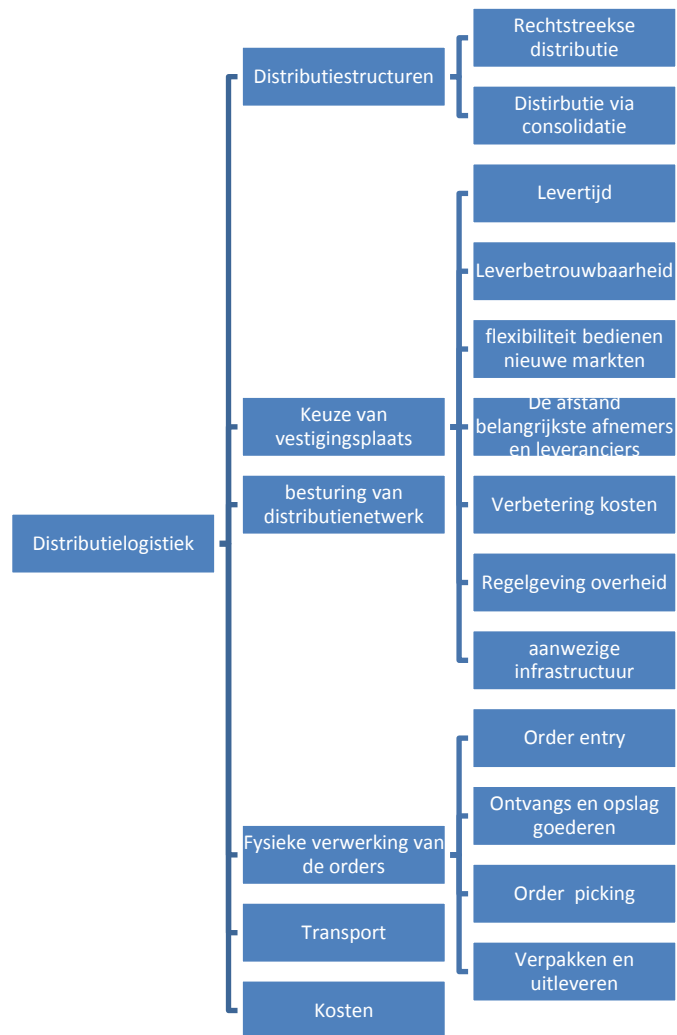 Distributielogistiek
Distributiestructuren
Rechtstreekse
distributie
Distirbutie via
consolidatie
Keuze van
vestigingsplaats
Levertijd
Leverbetrouwbaarheid
flexibiliteit bedienen
nieuwe markten
De afstand
belangrijkste afnemers
en leveranciers
Verbetering kosten
Regelgeving overheid
aanwezige
infrastructuur
besturing van
distributienetwerk
Fysieke verwerking van
de orders
Order entry
Ontvangs en opslag
goederen
Order picking
Verpakken en
uitleveren
Transport
Kosten